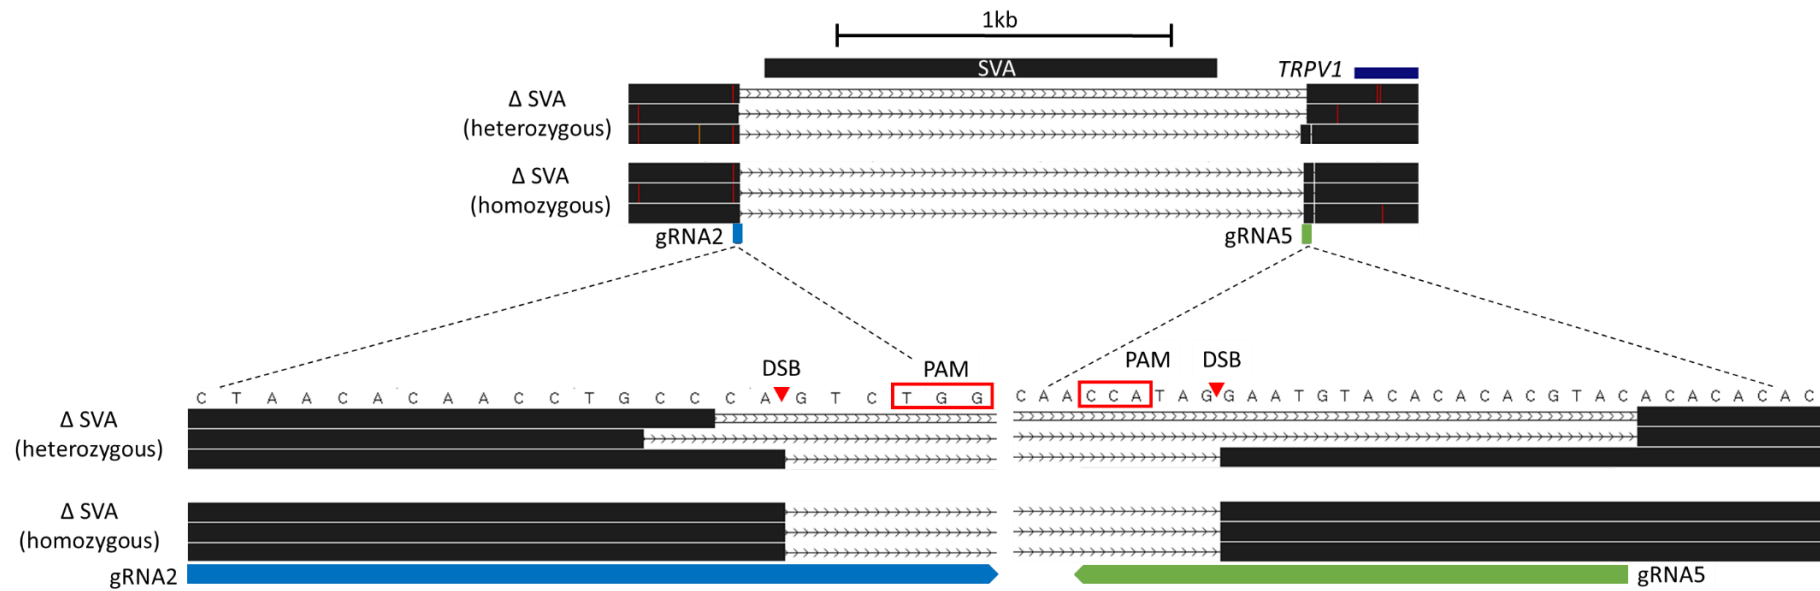 1kb
SVA
TRPV1
Δ SVA
(heterozygous)
Δ SVA
(homozygous)
gRNA2
gRNA5
DSB
PAM
PAM
DSB
C T A A C A C A A C C T G C C C A G T C T G G
C A A C C A T A G G A A T G T A C A C A C A C G T A C A C A C A C A C
Δ SVA
(heterozygous)
Δ SVA
(homozygous)
gRNA2
gRNA5